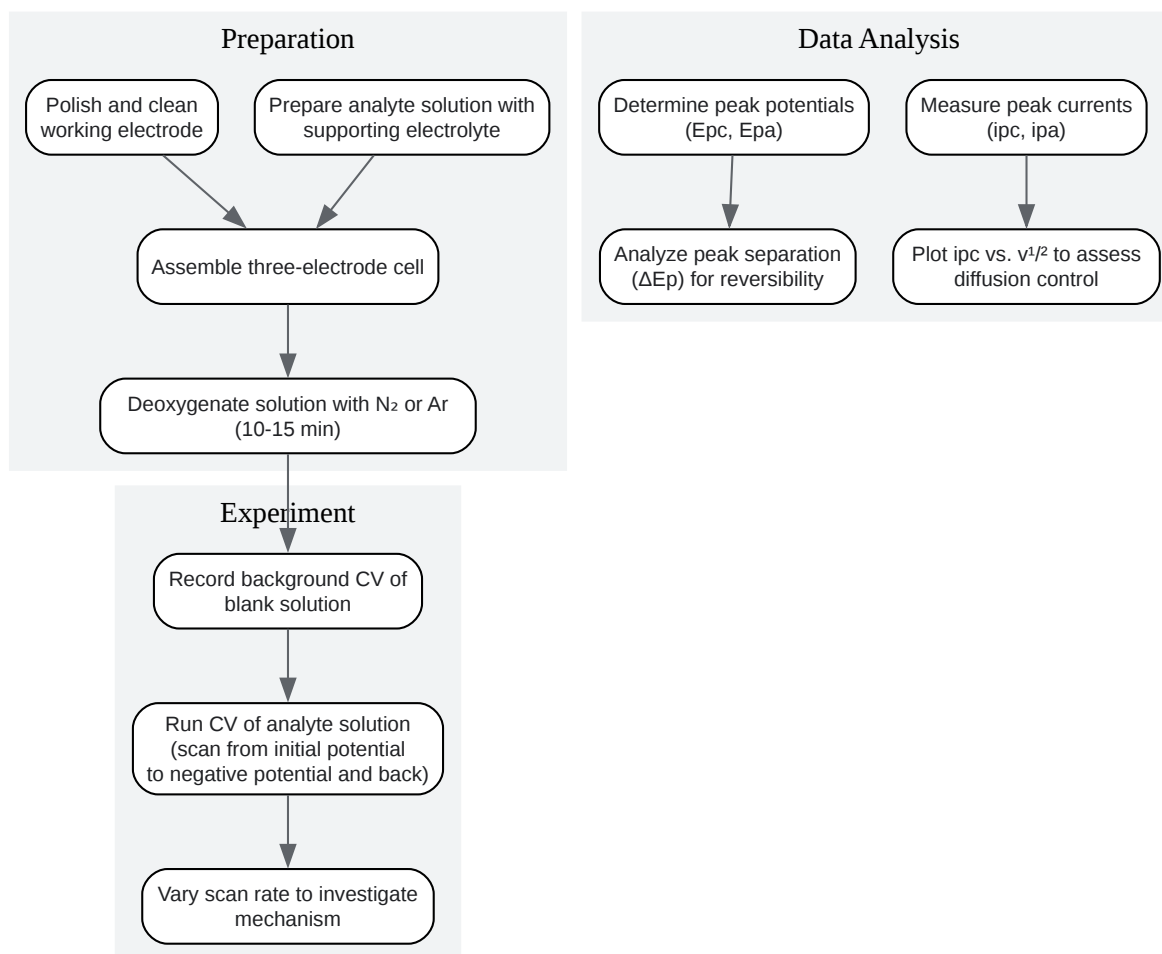 Preparation
Polish and clean
working electrode
Prepare analyte solution with
supporting electrolyte
Assemble three-electrode cell
Deoxygenate solution with N₂ or Ar
(10-15 min)
Experiment
Record background CV of
blank solution
Run CV of analyte solution
(scan from initial potential
to negative potential and back)
Vary scan rate to investigate
mechanism
Data Analysis
Determine peak potentials
(Epc, Epa)
Measure peak currents
(ipc, ipa)
Analyze peak separation
(ΔEp) for reversibility
Plot ipc vs. v¹/² to assess
diffusion control